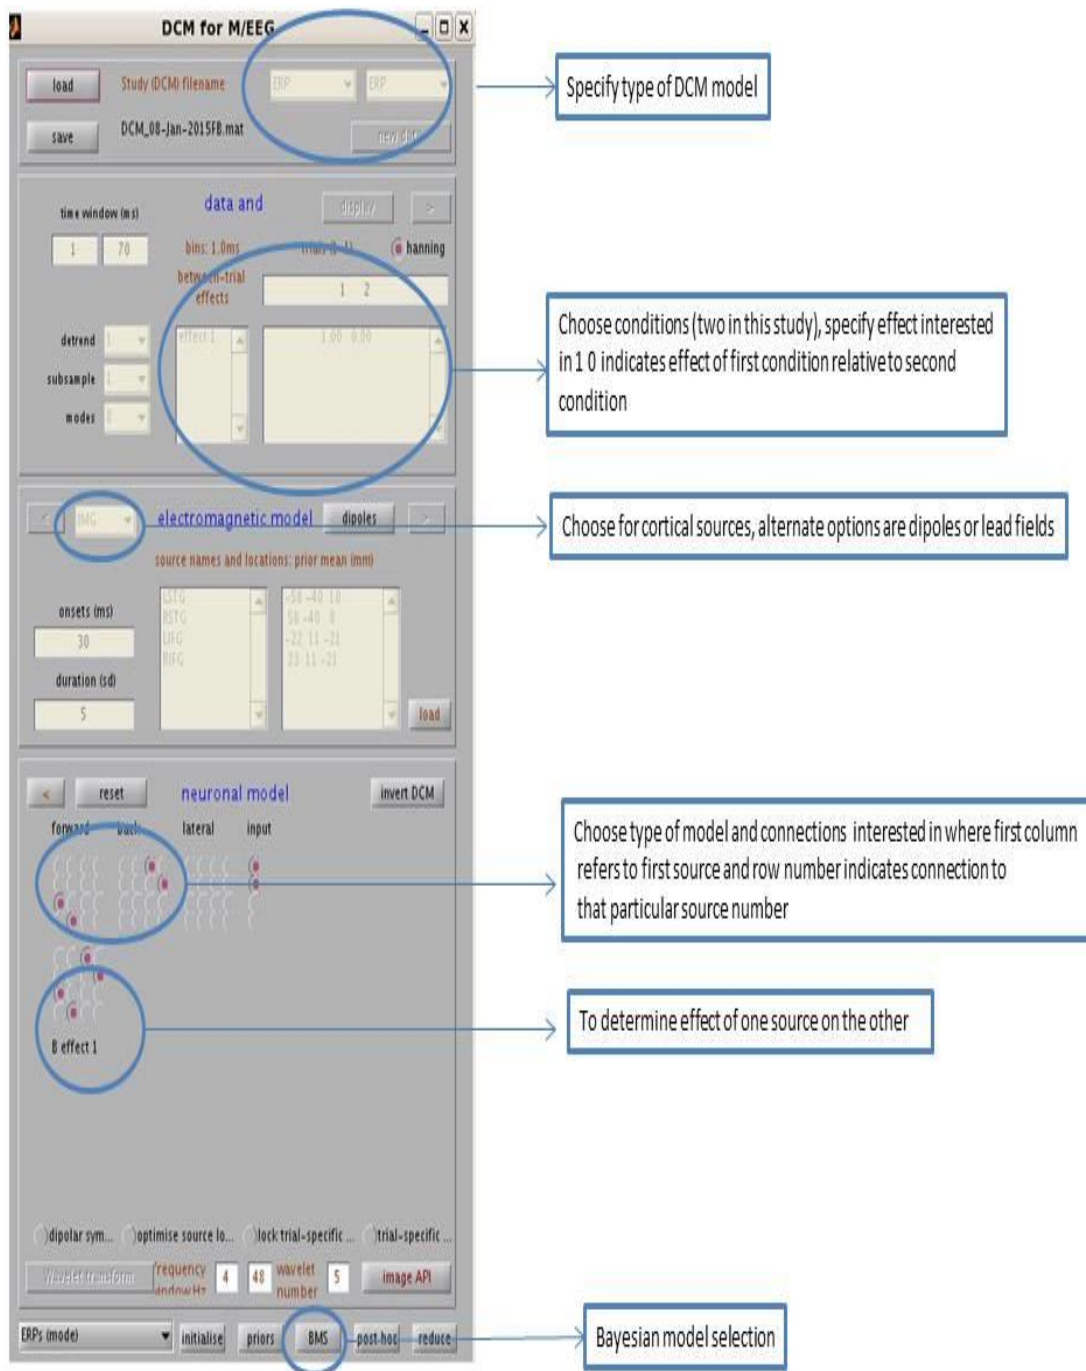 DCM for M/EEG
load
Study (DCM) filename
ERP
ERP
save
DCM_08-Jan-2015FB.mat
new data
Specify type of DCM model
time window (ms)
data and
display
>
1
70
bins: 1.0ms
hanning
between-trial
effects
1 2
detrend
1
effect 1
1.00 0.00
subsample
1
modes
8
Choose conditions (two in this study), specify effect interested
in 1 0 indicates effect of first condition relative to second
condition
<
IMG
electromagnetic model
dipoles
>
Choose for cortical sources, alternate options are dipoles or lead fields
source names and locations: prior mean (mm)
onsets (ms)
30
LSTG
RSTG
LIFG
RIFG
-58 -40 10
58 -40 8
-22 11 -21
23 11 -21
duration (sd)
5
load
<
reset
neuronal model
invert DCM
forward
back
lateral
input
Choose type of model and connections interested in where first column
refers to first source and row number indicates connection to
that particular source number
To determine effect of one source on the other
B effect 1
dipolar sym...
optimise source lo...
lock trial-specific ...
trial-specific ...
Wavelet transform
frequency
window Hz
4
48
wavelet
number
5
image API
ERPs (mode)
initialise
priors
BMS
post hoc
reduce
Bayesian model selection